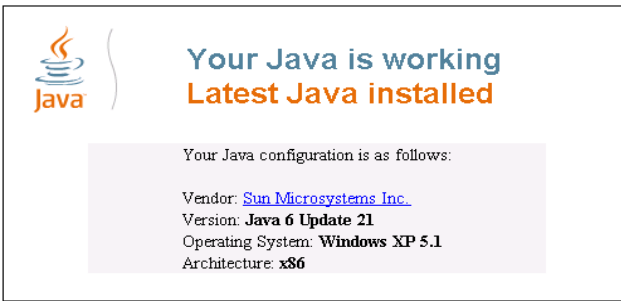 Java
Your Java is working
Latest Java installed
Your Java configuration is as follows:
Vendor: Sun Microsystems Inc.
Version: Java 6 Update 21
Operating System: Windows XP 5.1
Architecture: x86